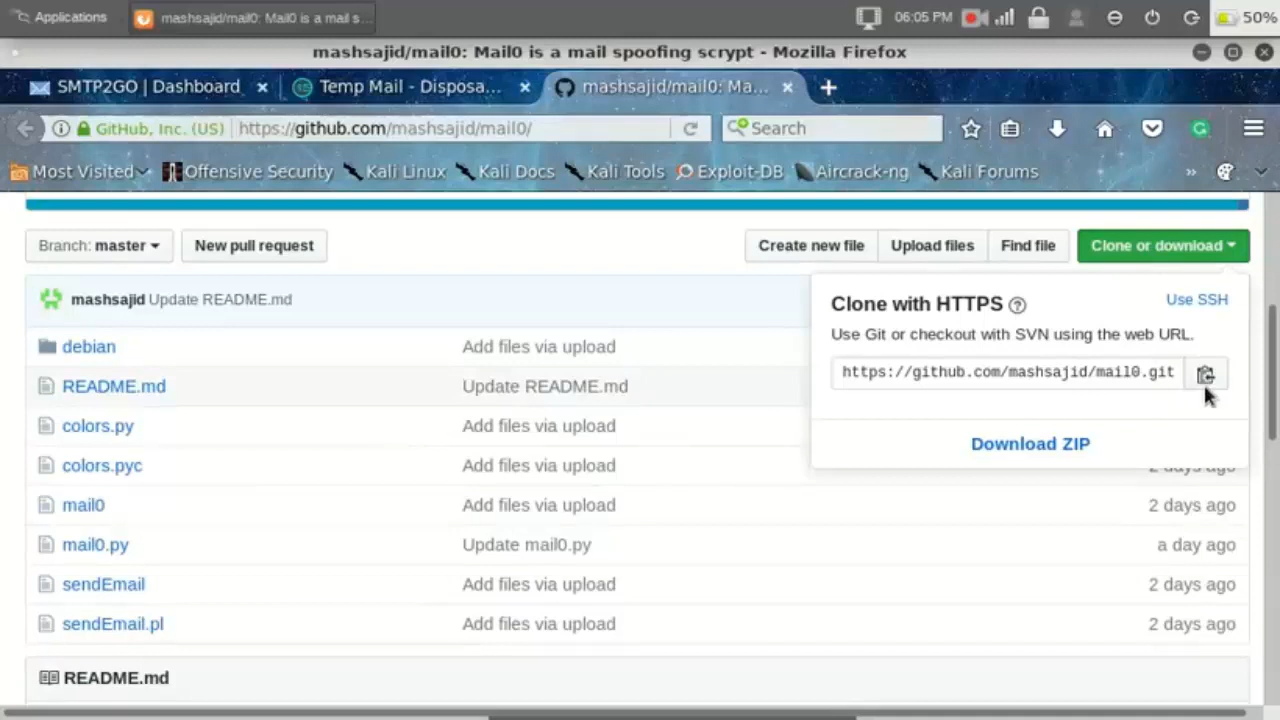 Applications mashsajid/mail0: Mail0 is a mail s... 06:05 PM 50%
mashsajid/mail0: Mail0 is a mail spoofing scrypt - Mozilla Firefox
SMTP2GO | Dashboard Temp Mail - Disposa... mashsajid/mail0: Ma...
GitHub, Inc. (US) https://github.com/mashsajid/mail0/ Search
Most Visited Offensive Security Kali Linux Kali Docs Kali Tools Exploit-DB Aircrack-ng Kali Forums »
Branch: master New pull request Create new file Upload files Find file Clone or download
mashsajid Update README.md
Clone with HTTPS ? Use SSH
Use Git or checkout with SVN using the web URL.
https://github.com/mashsajid/mail0.git
Download ZIP
debian Add files via upload
README.md Update README.md
colors.py Add files via upload
colors.pyc Add files via upload 2 days ago
mail0 Add files via upload 2 days ago
mail0.py Update mail0.py a day ago
sendEmail Add files via upload 2 days ago
sendEmail.pl Add files via upload 2 days ago
README.md